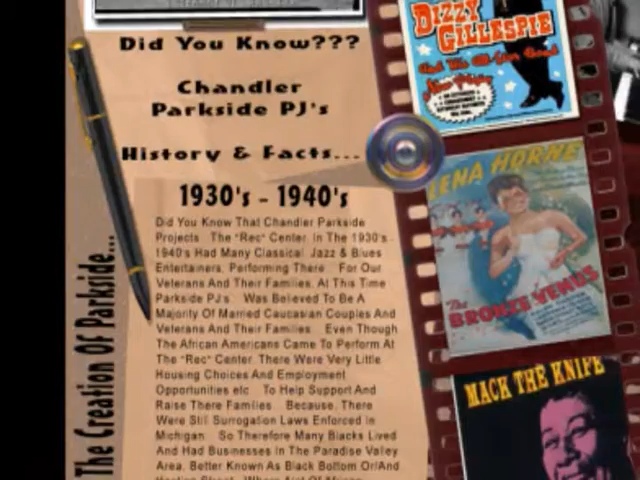 Did You Know???
Chandler
Parkside PJ's
History & Facts...
1930's - 1940's
Did You Know That Chandler Parkside
Projects The "Rec" Center. In The 1930's -
1940's Had Many Classical Jazz & Blues
Entertainers, Performing There For Our
Veterans And Their Families. At This Time
Parkside PJ's Was Believed To Be A
Majority Of Married Caucasian Couples And
Veterans And Their Families Even Though
The African Americans Came To Perform At
The "Rec" Center. There Were Very Little
Housing Choices And Employment
Opportunities etc To Help Support And
Raise There Families Because, There
Were Still Surrogation Laws Enforced in
Michigan So Therefore Many Blacks Lived
And Had Businesses In The Paradise Valley
Area, Better Known As Black Bottom Or/And
The Creation Of Parkside...
DIZZY
GILLESPIE
And His All-Star Band
LENA HORNE
The
BRONZE VENUS
MACK THE KNIFE